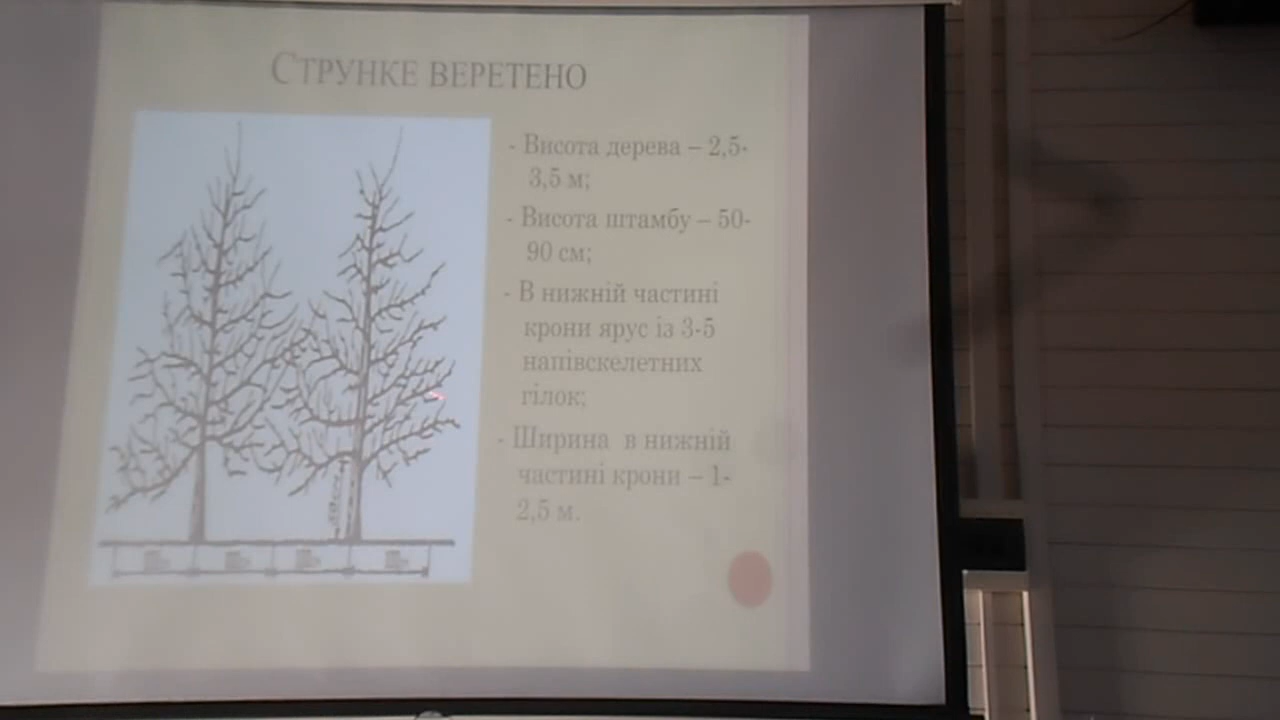 СТРУНКЕ ВЕРЕТЕНО
- Висота дерева – 2,5-
3,5 м;
- Висота штамбу – 50-
90 см;
- В нижній частині
крони ярус із 3-5
напівскелетних
гілок;
- Ширина в нижній
частині крони – 1-
2,5 м.